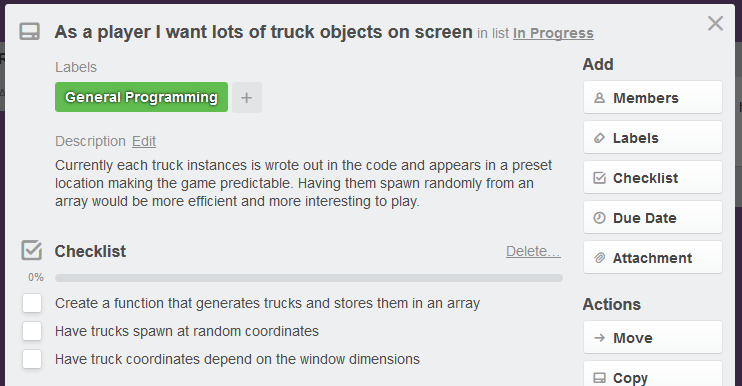 As a player I want lots of truck objects on screen in list In Progress
Labels
General Programming +
Description Edit
Currently each truck instances is wrote out in the code and appears in a preset
location making the game predictable. Having them spawn randomly from an
array would be more efficient and more interesting to play.
Checklist Delete...
0%
Create a function that generates trucks and stores them in an array
Have trucks spawn at random coordinates
Have truck coordinates depend on the window dimensions
Add
Members
Labels
Checklist
Due Date
Attachment
Actions
Move
Copy